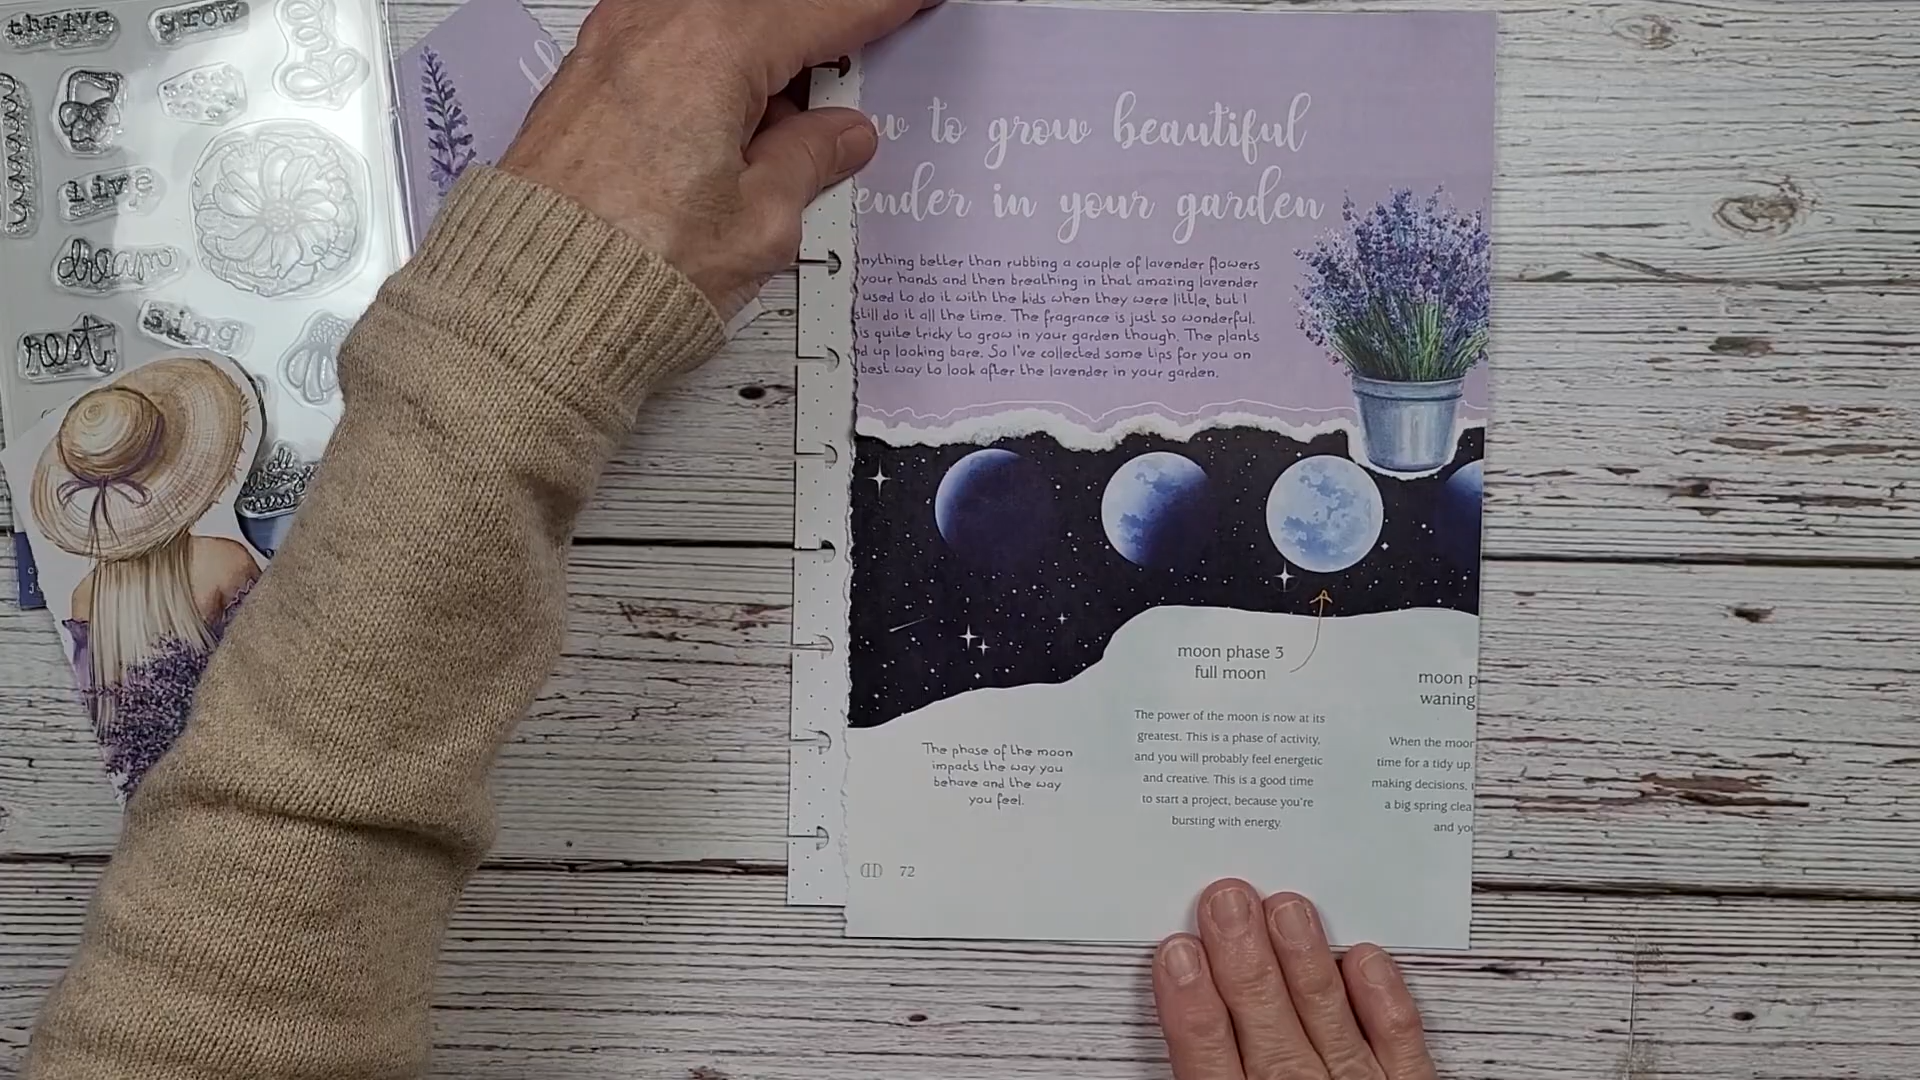 thrive
grow
live
dream
sing
rest
to grow beautiful
in your garden
better than rubbing a couple of lavender flowers
your hands and then breathing in that amazing lavender
used to do it with the kids when they were little, but I
still do it all the time. The fragrance is just so wonderful.
is quite tricky to grow in your garden though. The plants
up looking bare. So I've collected some tips for you on
best way to look after the lavender in your garden.
moon phase 3
full moon
moon p
waning
The power of the moon is now at its
greatest. This is a phase of activity,
and you will probably feel energetic
and creative. This is a good time
to start a project, because you're
bursting with energy.
The phase of the moon
impacts the way you
behave and the way
you feel.
When the moon
time for a tidy up.
making decisions,
a big spring clea
and you
72